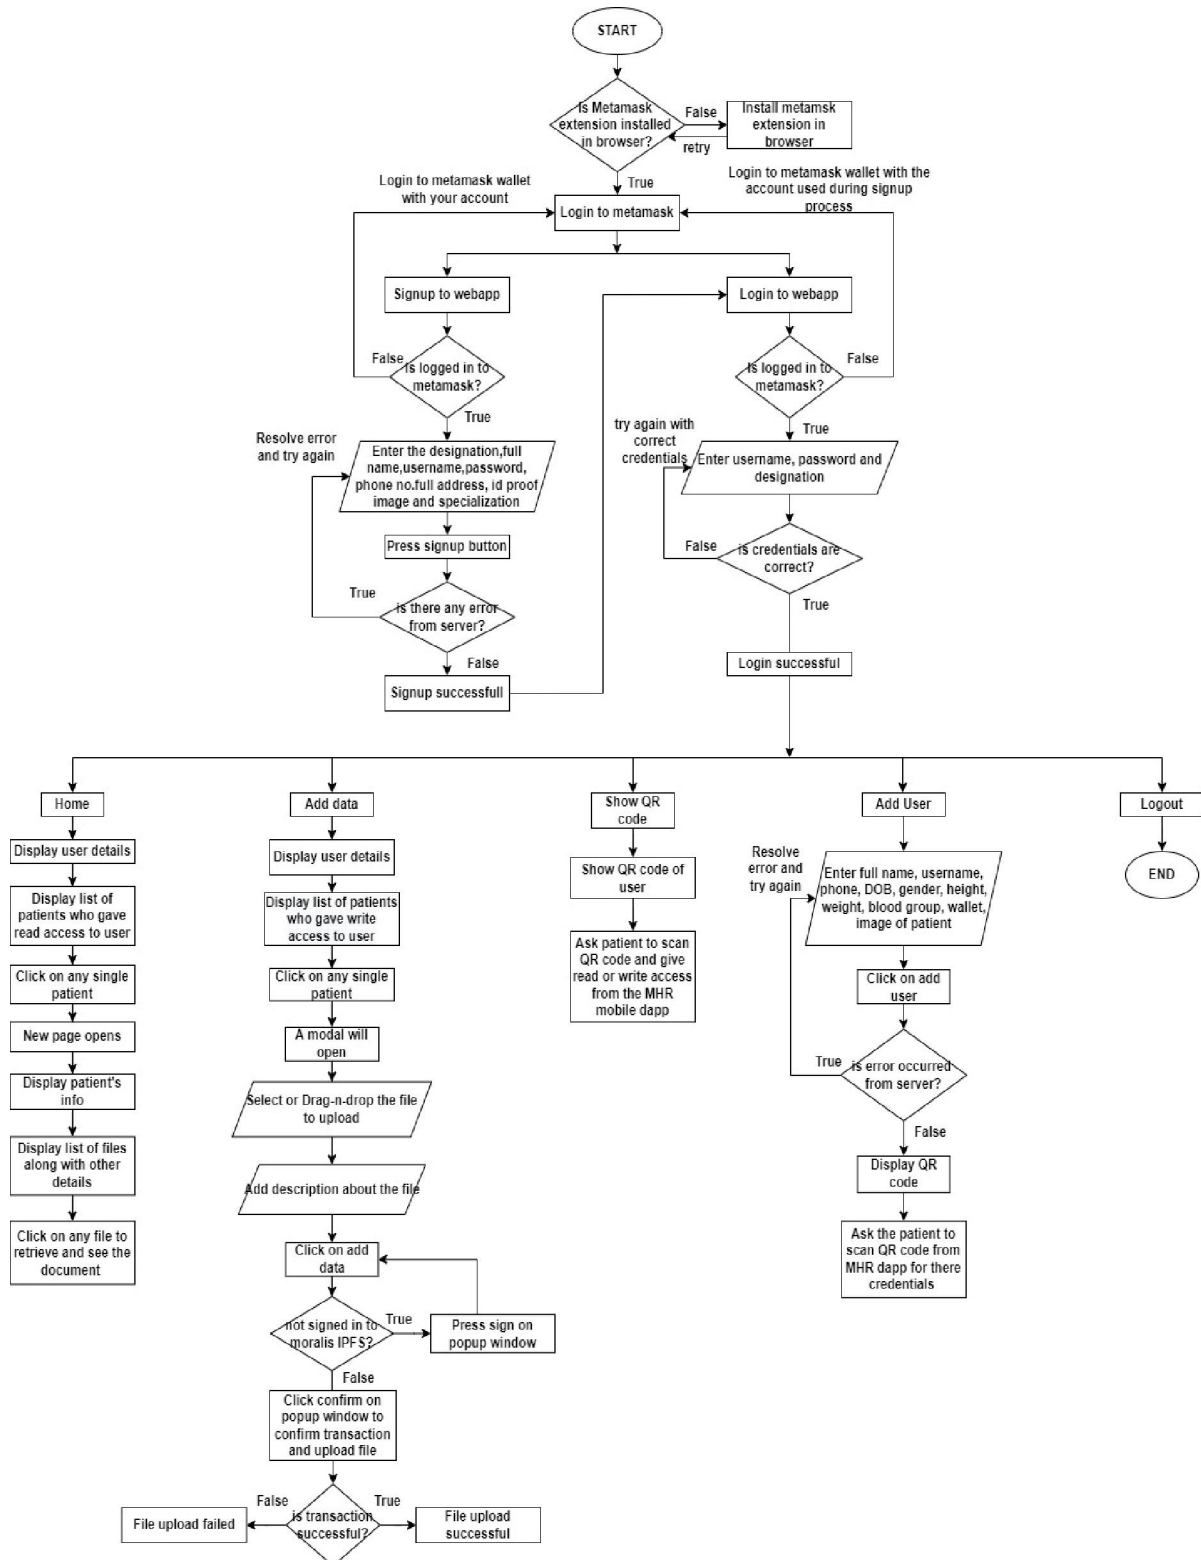 START
Is Metamask
extension installed
in browser?
False
retry
Install metamsk
extension in
browser
True
Login to metamask wallet
with your account
Login to metamask
Login to metamask wallet with the
account used during signup
process
Signup to webapp
Login to webapp
False
is logged in to
metamask?
True
Is logged in to
metamask?
False
True
Resolve error
and try again
Enter the designation,full
name,username,password,
phone no.full address, id proof
image and specialization
Press signup button
True
is there any error
from server?
False
Signup successfull
try again with
correct
credentials
Enter username, password and
designation
False
is credentials are
correct?
True
Login successful
Home
Display user details
Display list of
patients who gave
read access to user
Click on any single
patient
New page opens
Display patient's
info
Display list of files
along with other
details
Click on any file to
retrieve and see the
document
Add data
Display user details
Display list of patients
who gave write
access to user
Click on any single
patient
A modal will
open
Select or Drag-n-drop the file
to upload
Add description about the file
Click on add
data
not signed in to
moralis IPFS?
True
Press sign on
popup window
False
Click confirm on
popup window to
confirm transaction
and upload file
False
is transaction
successful?
True
File upload failed
File upload
successful
Show QR
code
Show QR code of
user
Ask patient to scan
QR code and give
read or write access
from the MHR
mobile dapp
Add User
Resolve
error and
try again
Enter full name, username,
phone, DOB, gender, height,
weight, blood group, wallet,
image of patient
Click on add
user
True
is error occurred
from server?
False
Display QR
code
Ask the patient to
scan QR code from
MHR dapp for there
credentials
Logout
END